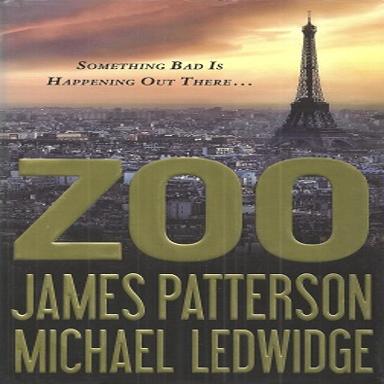 SOMETHING BAD IS
HAPPENING OUT THERE...
ZOO
JAMES PATTERSON
MICHAEL LEDWIDGE